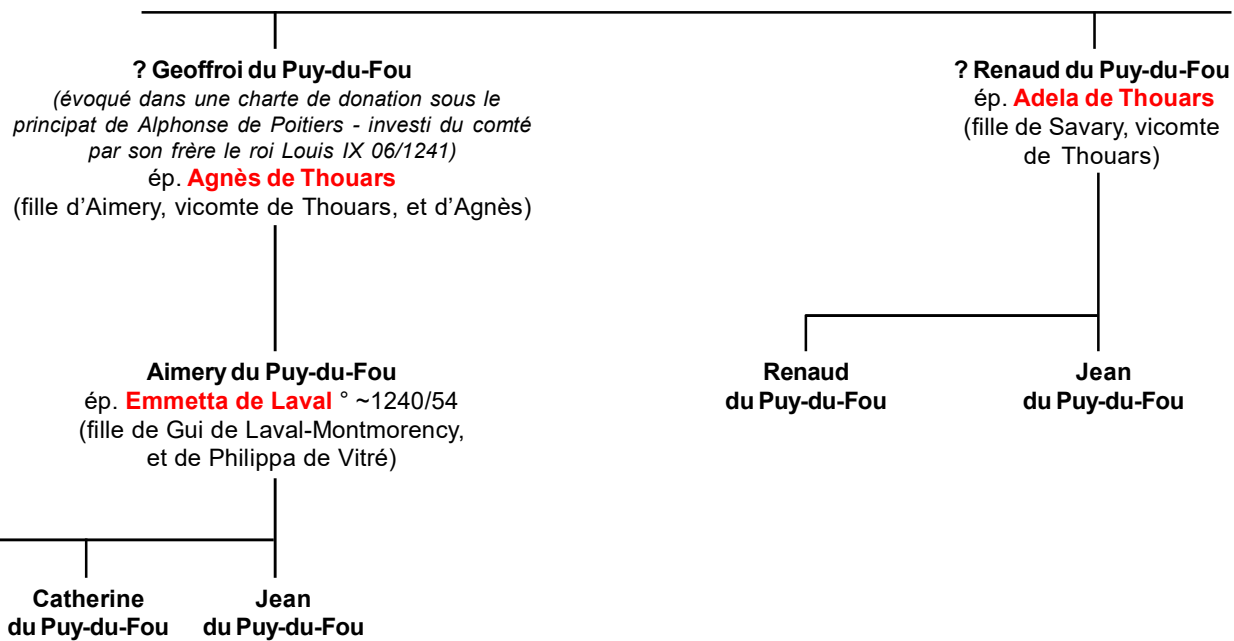 ? Geoffroi du Puy-du-Fou
(évoqué dans une charte de donation sous le
principat de Alphonse de Poitiers - investi du comté
par son frère le roi Louis IX 06/1241)
ép. Agnès de Thouars
(fille d'Aimery, vicomte de Thouars, et d'Agnès)
? Renaud du Puy-du-Fou
ép. Adela de Thouars
(fille de Savary, vicomte
de Thouars)
Aimery du Puy-du-Fou
ép. Emmetta de Laval ° ~1240/54
(fille de Gui de Laval-Montmorency,
et de Philippa de Vitré)
Renaud
du Puy-du-Fou
Jean
du Puy-du-Fou
Catherine
du Puy-du-Fou
Jean
du Puy-du-Fou